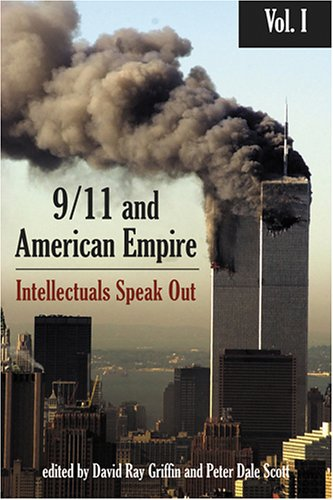 Vol. I
9/11 and
American Empire
Intellectuals Speak Out
edited by David Ray Griffin and Peter Dale Scott